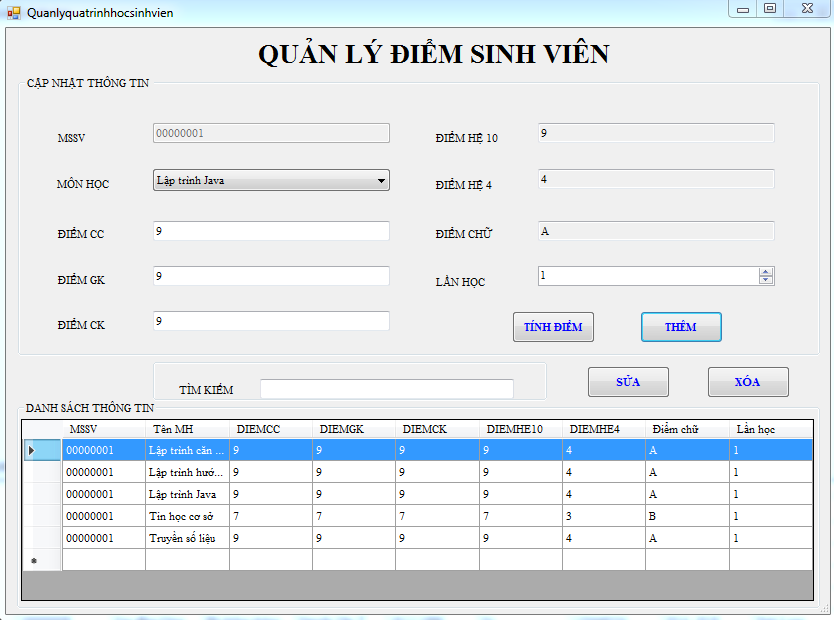 Quanlyquatrinhhocsinhvien
QUẢN LÝ ĐIỂM SINH VIÊN
CẬP NHẬT THÔNG TIN
MSSV 00000001 ĐIỂM HỆ 10 9
MÔN HỌC Lập trình Java ĐIỂM HỆ 4 4
ĐIỂM CC 9 ĐIỂM CHỮ A
ĐIỂM GK 9 LẦN HỌC 1
ĐIỂM CK 9 TÍNH ĐIỂM THÊM
TÌM KIẾM SỬA XÓA
DANH SÁCH THÔNG TIN
MSSV Tên MH DIEMCC DIEMGK DIEMCK DIEMHE10 DIEMHE4 Điểm chữ Lần học
00000001 Lập trình căn ... 9 9 9 9 4 A 1
00000001 Lập trình hướ... 9 9 9 9 4 A 1
00000001 Lập trình Java 9 9 9 9 4 A 1
00000001 Tin học cơ sở 7 7 7 7 3 B 1
00000001 Truyền số liệu 9 9 9 9 4 A 1